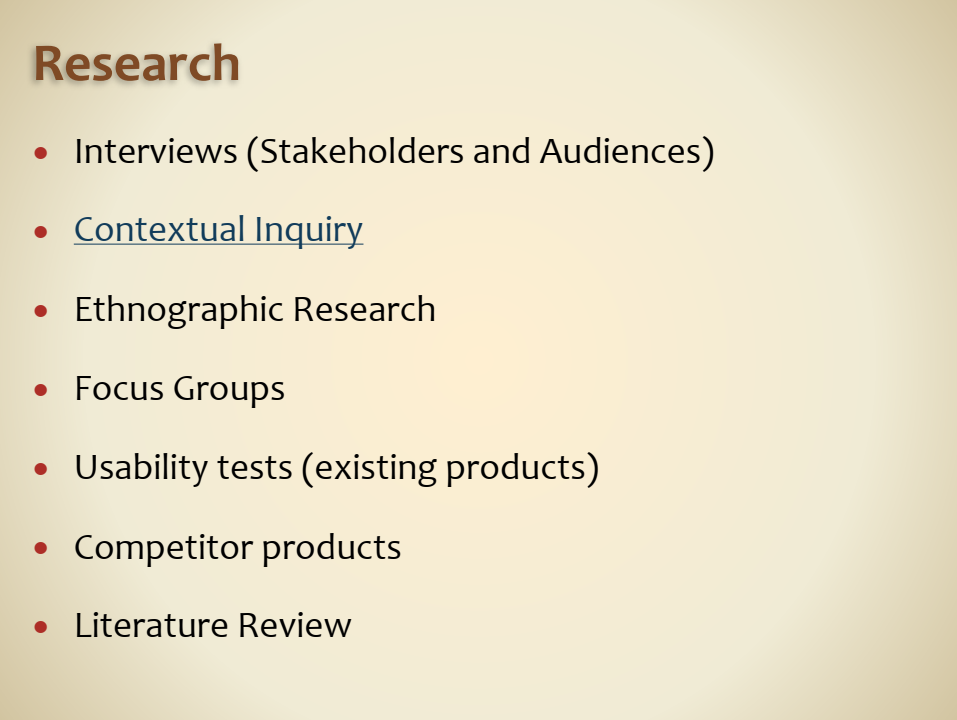 Research
• Interviews (Stakeholders and Audiences)
• Contextual Inquiry
• Ethnographic Research
• Focus Groups
• Usability tests (existing products)
• Competitor products
• Literature Review